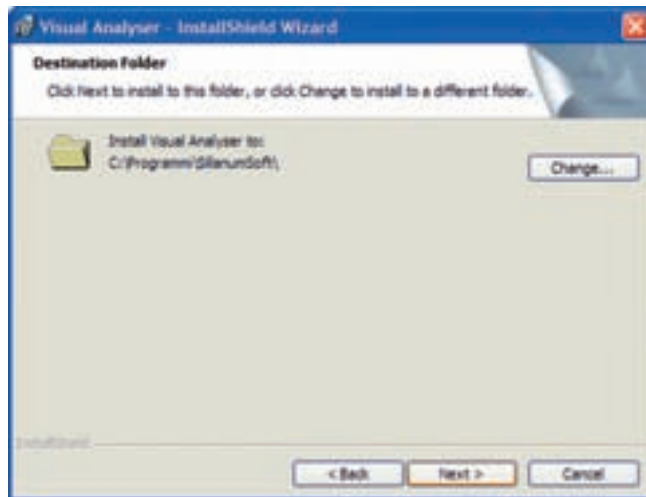 Visual Analyser - InstallShield Wizard
Destination Folder
Click Next to install to this folder, or click Change to install to a different folder.
Install Visual Analyser to:
C:\Programmi\SillanumSoft\
Change...
InstallShield
< Back
Next >
Cancel